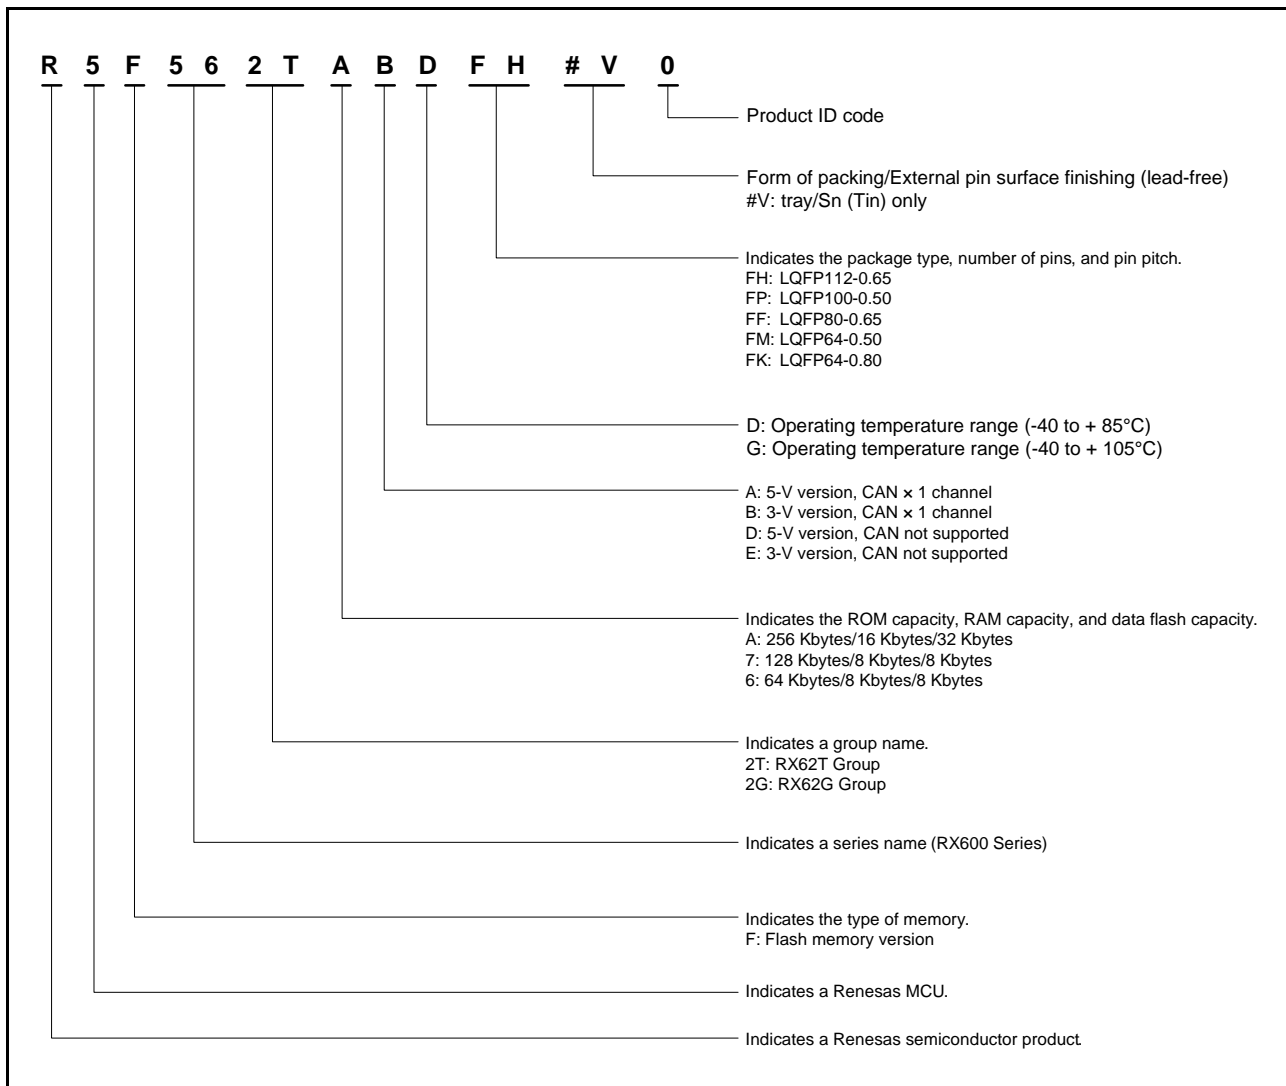 R 5 F 5 6 2 T A B D F H # V 0
Product ID code
Form of packing/External pin surface finishing (lead-free)
#V: tray/Sn (Tin) only
Indicates the package type, number of pins, and pin pitch.
FH: LQFP112-0.65
FP: LQFP100-0.50
FF: LQFP80-0.65
FM: LQFP64-0.50
FK: LQFP64-0.80
D: Operating temperature range (-40 to + 85°C)
G: Operating temperature range (-40 to + 105°C)
A: 5-V version, CAN × 1 channel
B: 3-V version, CAN × 1 channel
D: 5-V version, CAN not supported
E: 3-V version, CAN not supported
Indicates the ROM capacity, RAM capacity, and data flash capacity.
A: 256 Kbytes/16 Kbytes/32 Kbytes
7: 128 Kbytes/8 Kbytes/8 Kbytes
6: 64 Kbytes/8 Kbytes/8 Kbytes
Indicates a group name.
2T: RX62T Group
2G: RX62G Group
Indicates a series name (RX600 Series)
Indicates the type of memory.
F: Flash memory version
Indicates a Renesas MCU.
Indicates a Renesas semiconductor product.